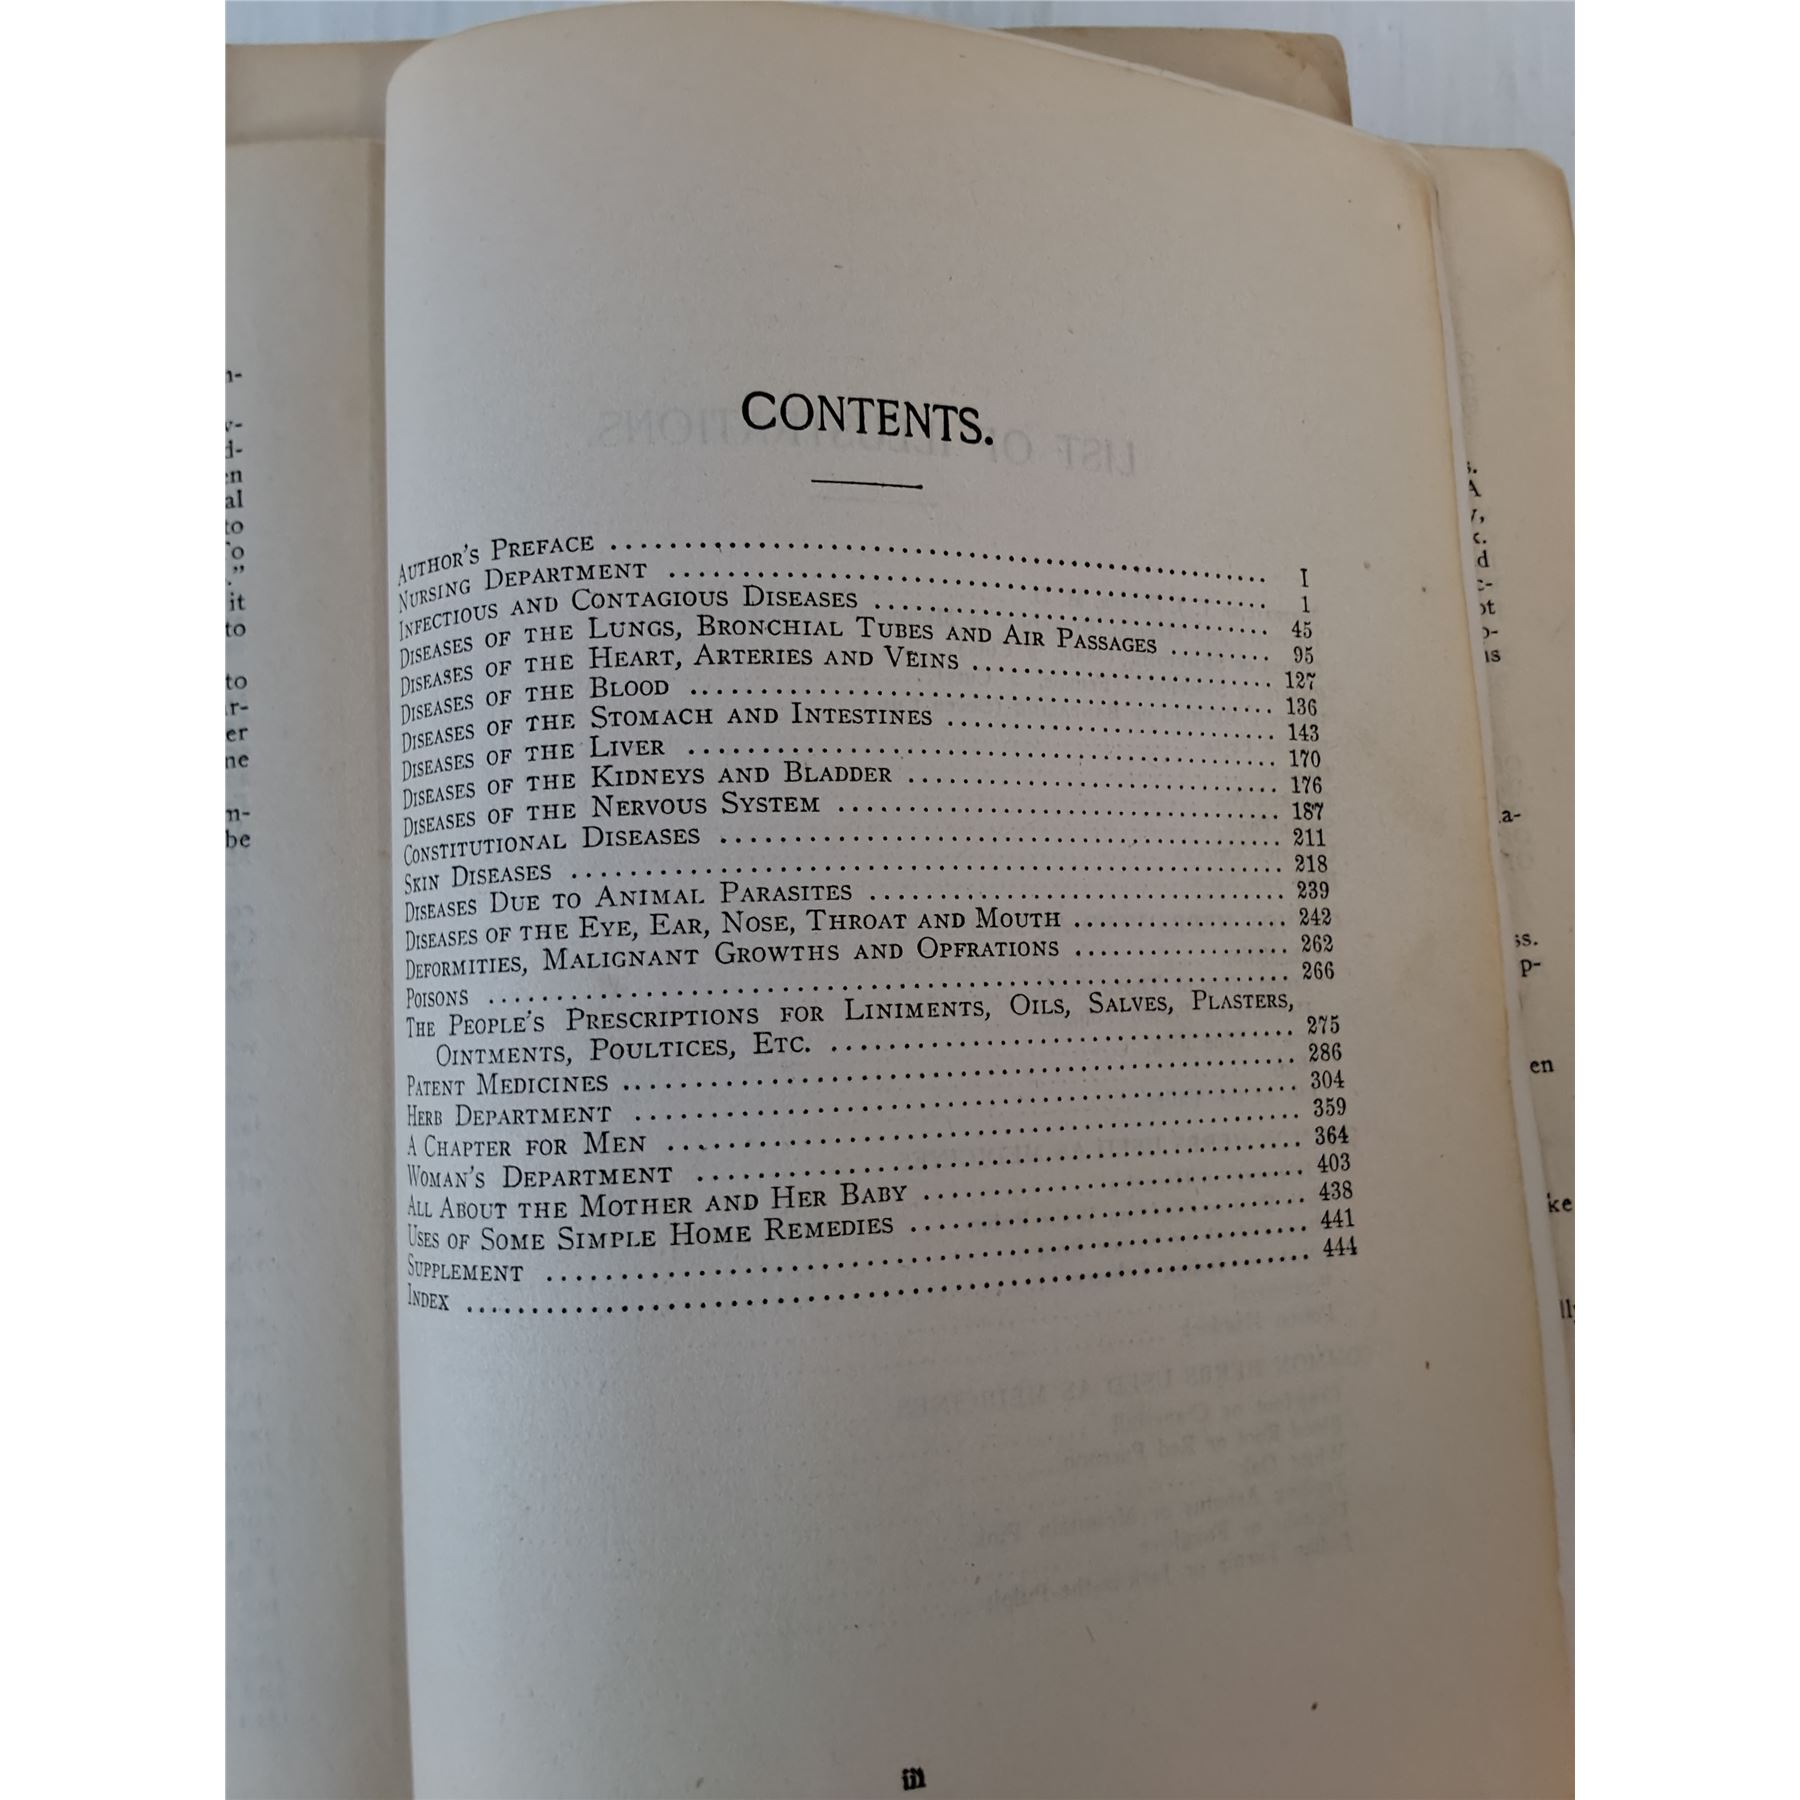 CONTENTS.
AUTHOR'S PREFACE ........ I
NURSING DEPARTMENT ........ 1
INFECTIOUS AND CONTAGIOUS DISEASES ........ 45
DISEASES OF THE LUNGS, BRONCHIAL TUBES AND AIR PASSAGES ........ 95
DISEASES OF THE HEART, ARTERIES AND VEINS ........ 127
DISEASES OF THE BLOOD ........ 136
DISEASES OF THE STOMACH AND INTESTINES ........ 143
DISEASES OF THE LIVER ........ 170
DISEASES OF THE KIDNEYS AND BLADDER ........ 176
DISEASES OF THE NERVOUS SYSTEM ........ 187
CONSTITUTIONAL DISEASES ........ 211
SKIN DISEASES ........ 218
DISEASES DUE TO ANIMAL PARASITES ........ 239
DISEASES OF THE EYE, EAR, NOSE, THROAT AND MOUTH ........ 242
DEFORMITIES, MALIGNANT GROWTHS AND OPFRATIONS ........ 262
POISONS ........ 266
THE PEOPLE'S PRESCRIPTIONS FOR LINIMENTS, OILS, SALVES, PLASTERS,
OINTMENTS, POULTICES, ETC. ........ 275
PATENT MEDICINES ........ 286
HERB DEPARTMENT ........ 304
A CHAPTER FOR MEN ........ 359
WOMAN'S DEPARTMENT ........ 364
ALL ABOUT THE MOTHER AND HER BABY ........ 403
USES OF SOME SIMPLE HOME REMEDIES ........ 438
SUPPLEMENT ........ 441
INDEX ........ 444
iii